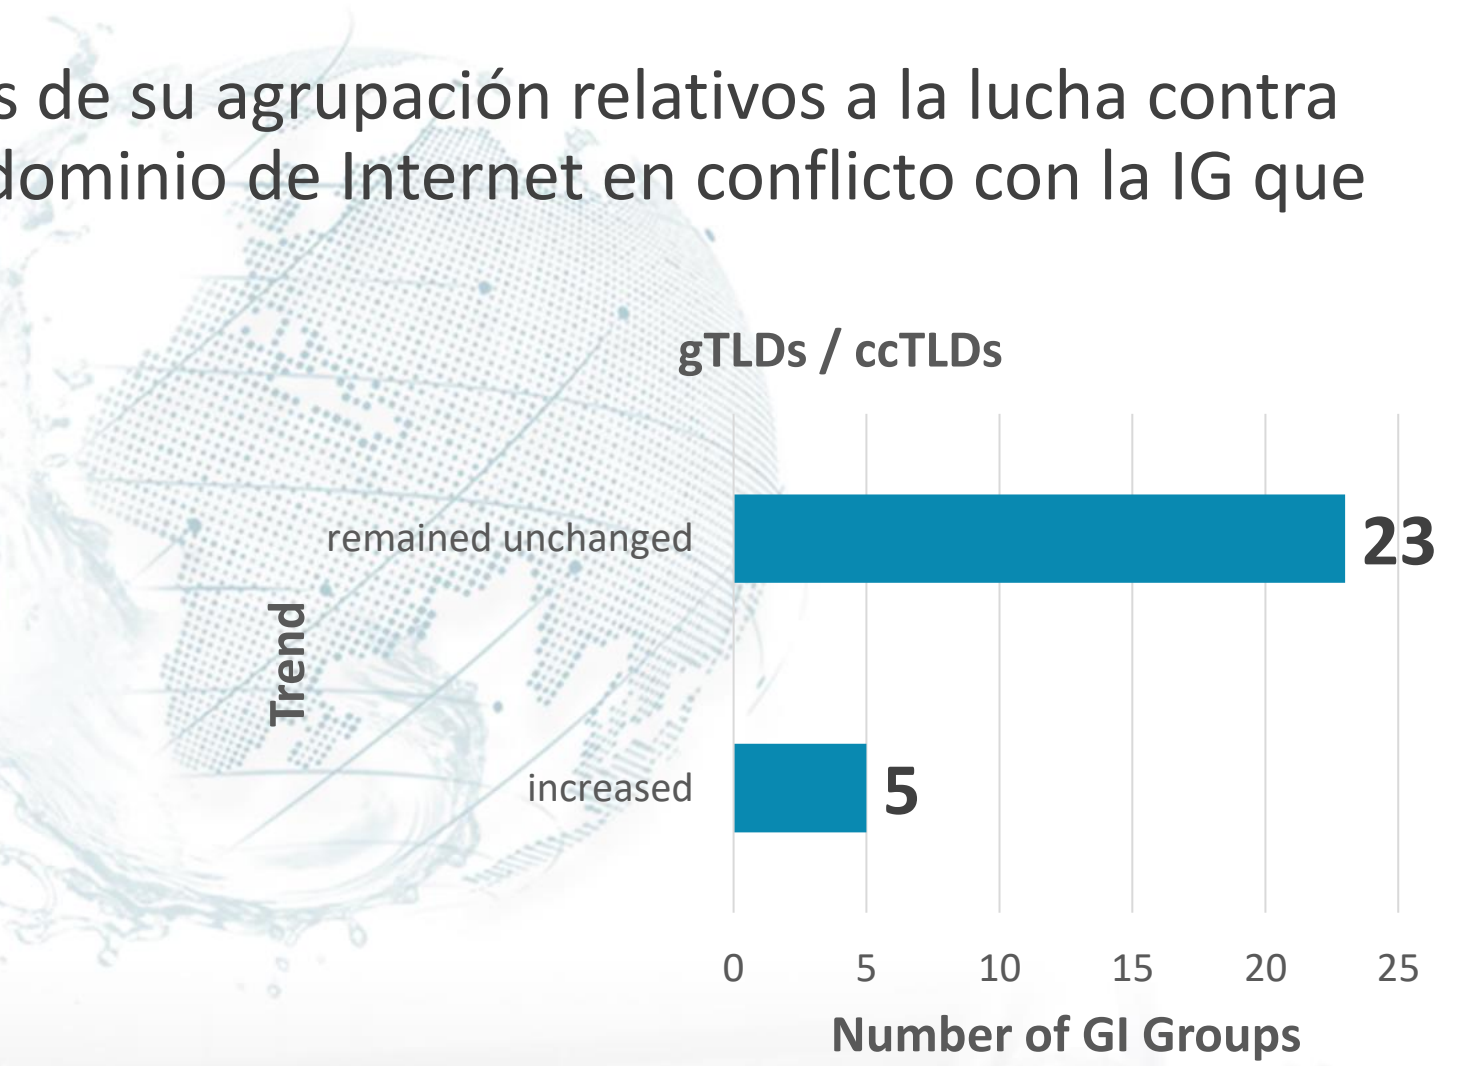 s de su agrupación relativos a la lucha contra
dominio de Internet en conflicto con la IG que
gTLDs / ccTLDs
remained unchanged
23
Trend
increased
5
0 5 10 15 20 25
Number of GI Groups